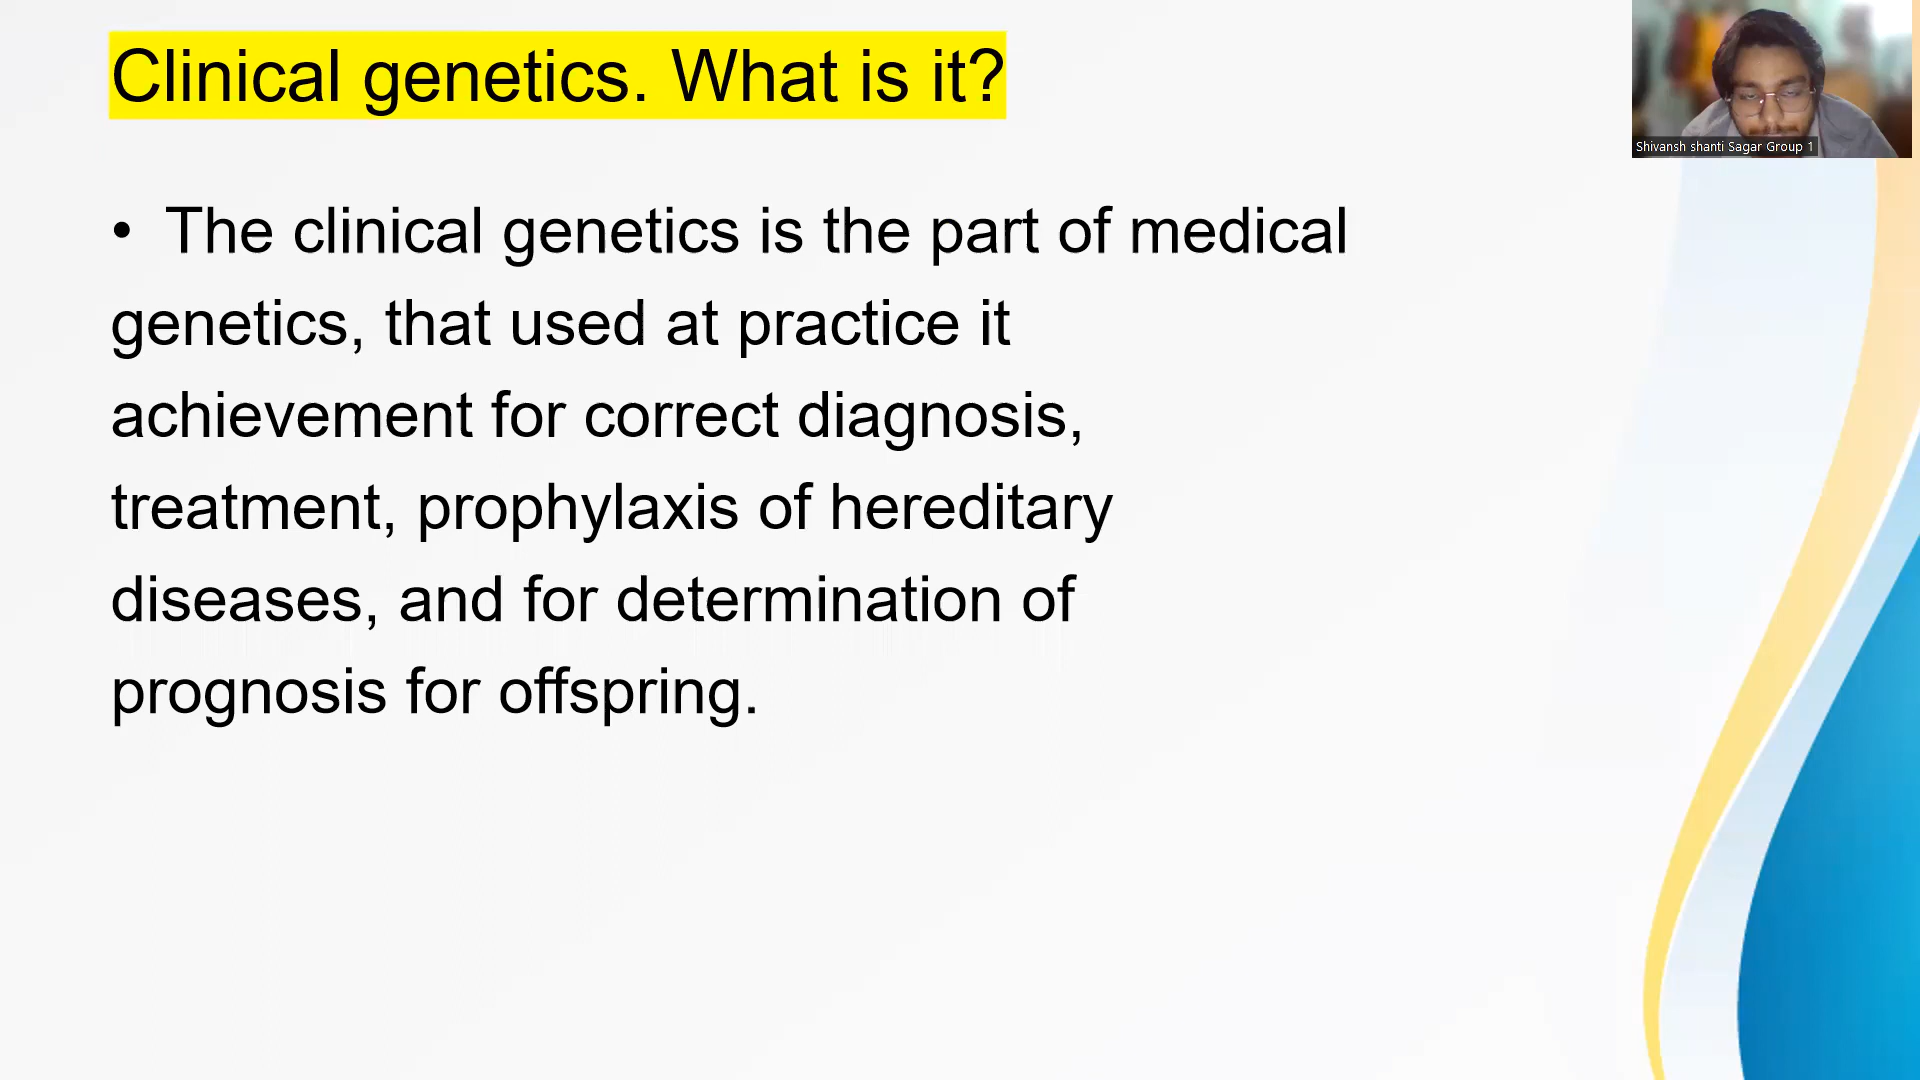 Clinical genetics. What is it?
Shivansh shanti Sagar Group 1
• The clinical genetics is the part of medical
genetics, that used at practice it
achievement for correct diagnosis,
treatment, prophylaxis of hereditary
diseases, and for determination of
prognosis for offspring.